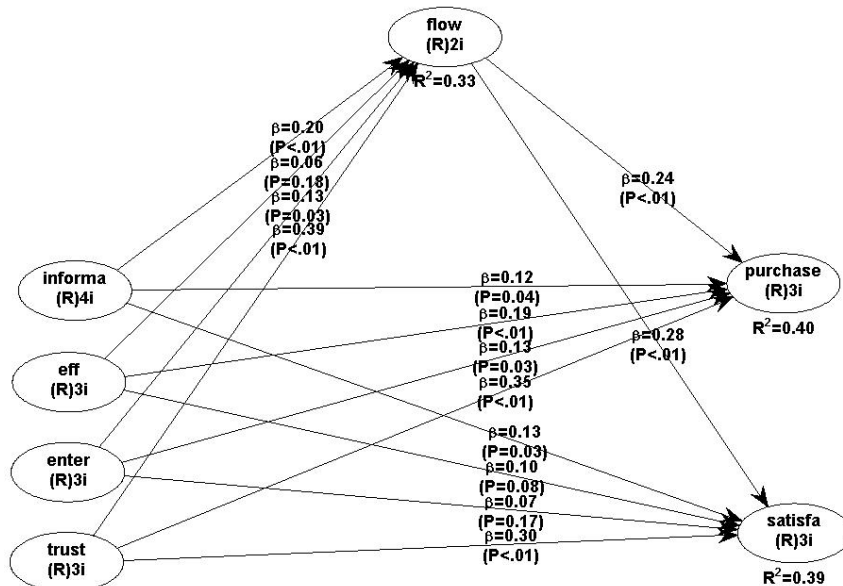 flow
(R)2i
R²=0.33
β=0.20
(P<.01)
β=0.06
(P=0.18)
β=0.13
(P=0.03)
β=0.39
(P<.01)
β=0.24
(P<.01)
informa
(R)4i
purchase
(R)3i
R²=0.40
β=0.12
(P=0.04)
β=0.19
(P<.01)
β=0.13
(P=0.03)
β=0.35
(P<.01)
β=0.28
(P<.01)
eff
(R)3i
enter
(R)3i
β=0.13
(P=0.03)
β=0.10
(P=0.08)
β=0.07
(P=0.17)
β=0.30
(P<.01)
trust
(R)3i
satisfa
(R)3i
R²=0.39